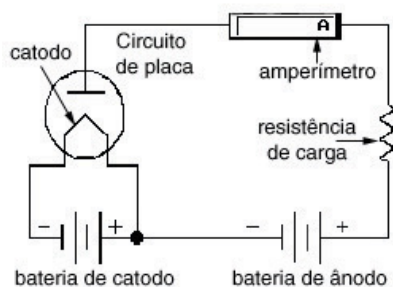 Circuito
de placa
A
catodo
amperímetro
resistência
de carga
- +
- +
bateria de catodo
bateria de ânodo